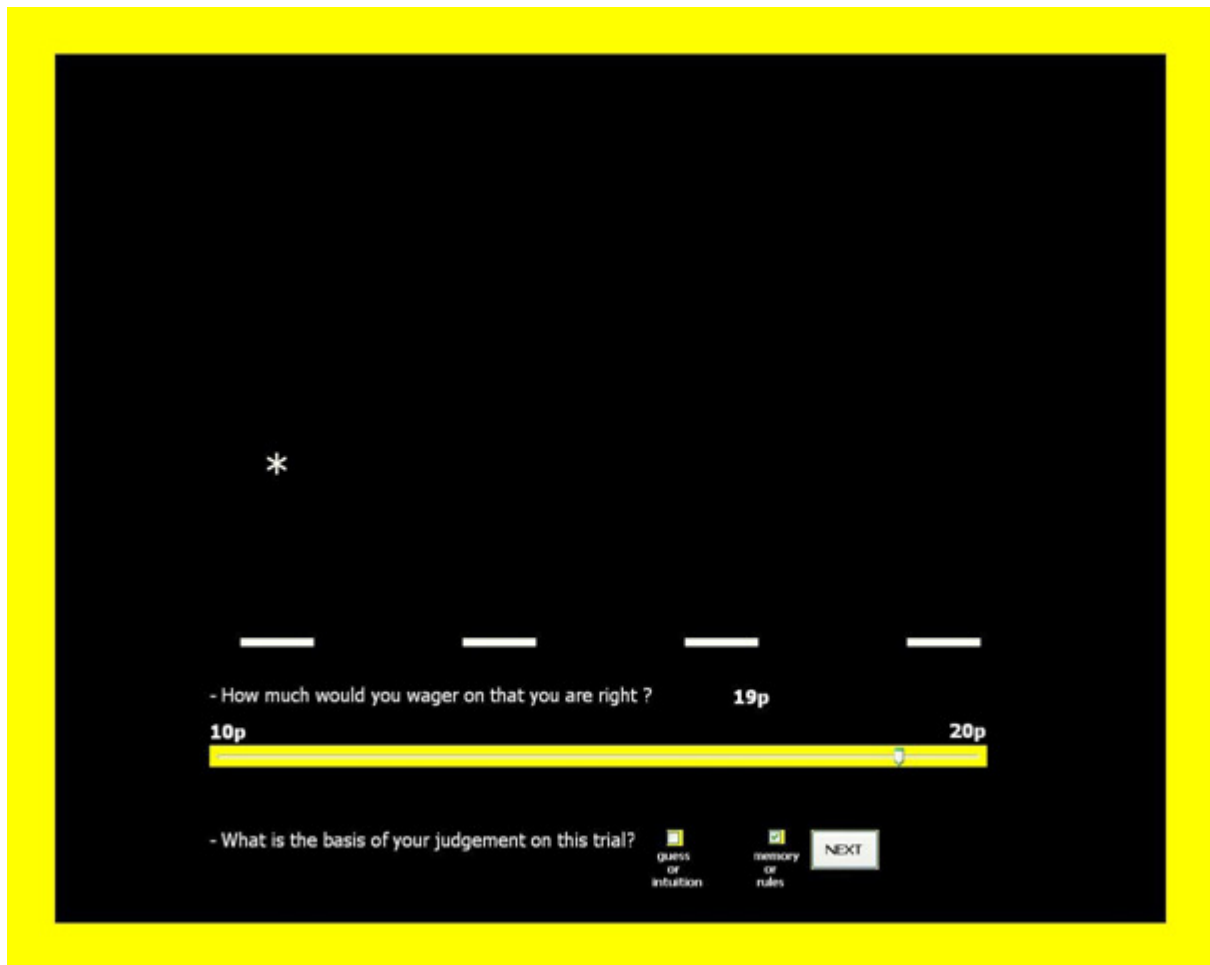 *
- How much would you wager on that you are right ?
19p
10p
20p
- What is the basis of your judgement on this trial?
guess
or
intuition
memory
or
rules
NEXT